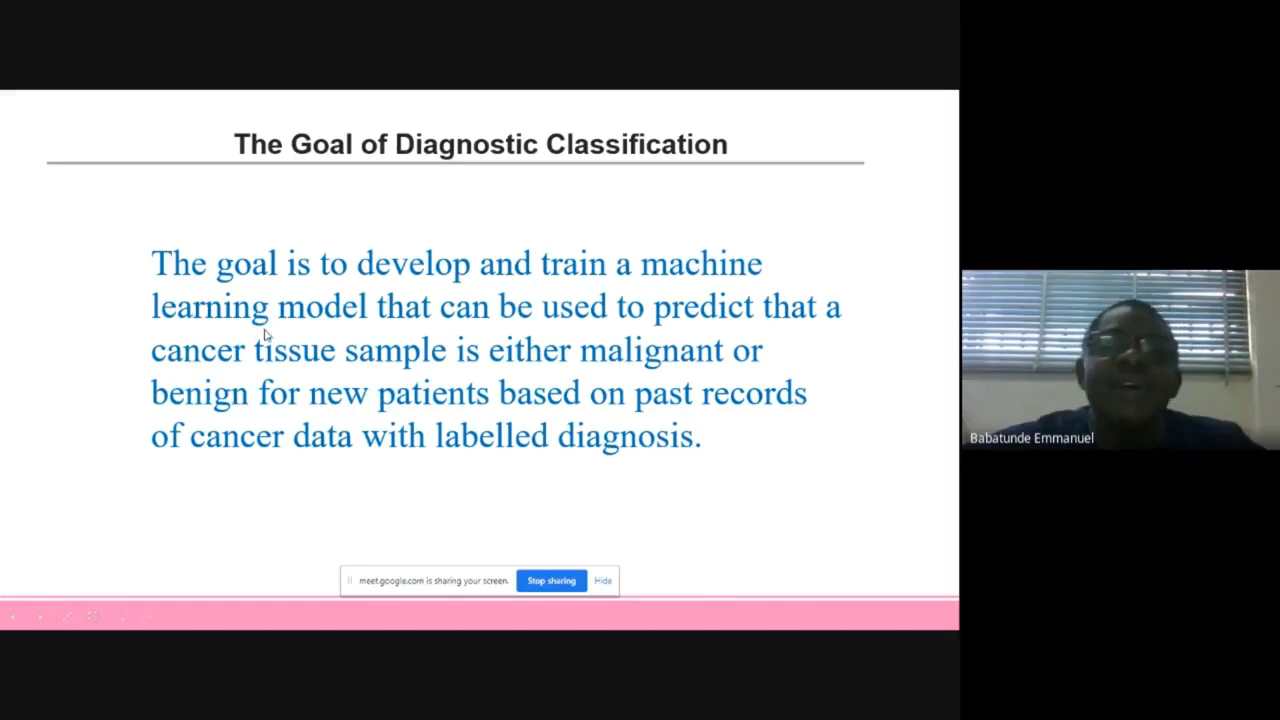 The Goal of Diagnostic Classification
The goal is to develop and train a machine
learning model that can be used to predict that a
cancer tissue sample is either malignant or
benign for new patients based on past records
of cancer data with labelled diagnosis.
meet.google.com is sharing your screen.
Stop sharing
Hide
Babatunde Emmanuel